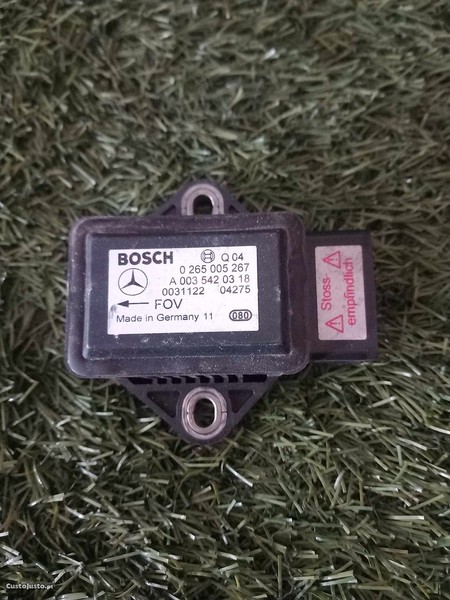 BOSCH Q 04
0 265 005 267
A 003 542 03 18
0031122 04275
FOV
Made in Germany 11 080
Stoss-
empfindlich
CustoJusto.pt